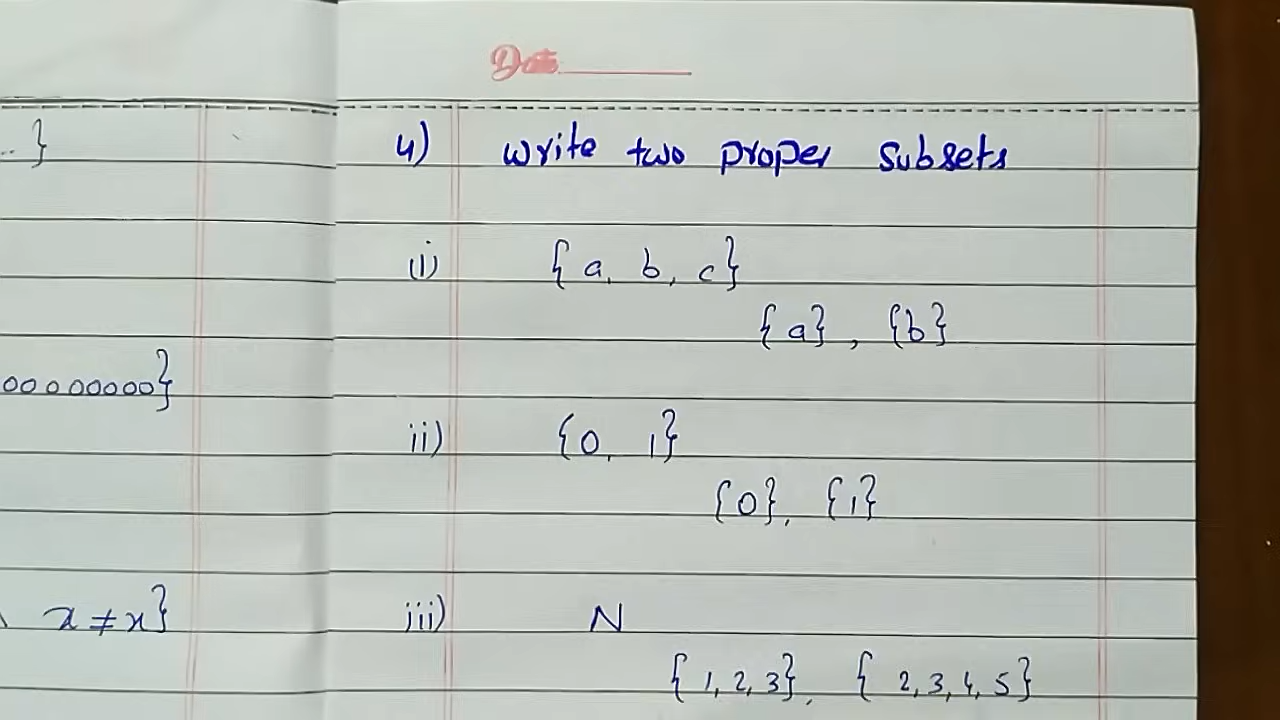 Date
..}
4) write two proper subsets
(i) { a, b, c}
{a}, {b}
00000000}
ii) {0, 1}
{0}, {1}
x ≠ x}
iii) N
{1,2,3}, { 2,3,4,5}